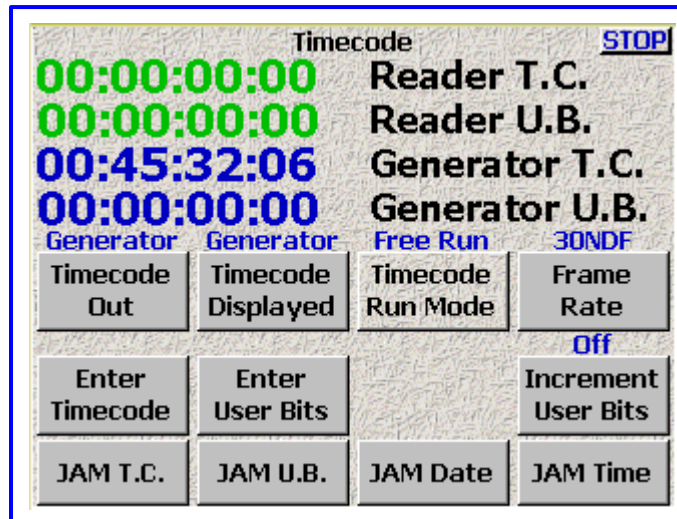 Timecode STOP
00:00:00:00 Reader T.C.
00:00:00:00 Reader U.B.
00:45:32:06 Generator T.C.
00:00:00:00 Generator U.B.
Generator Generator Free Run 30NDF
Timecode Out
Timecode Displayed
Timecode Run Mode
Frame Rate
Off
Enter Timecode
Enter User Bits
Increment User Bits
JAM T.C. JAM U.B. JAM Date JAM Time